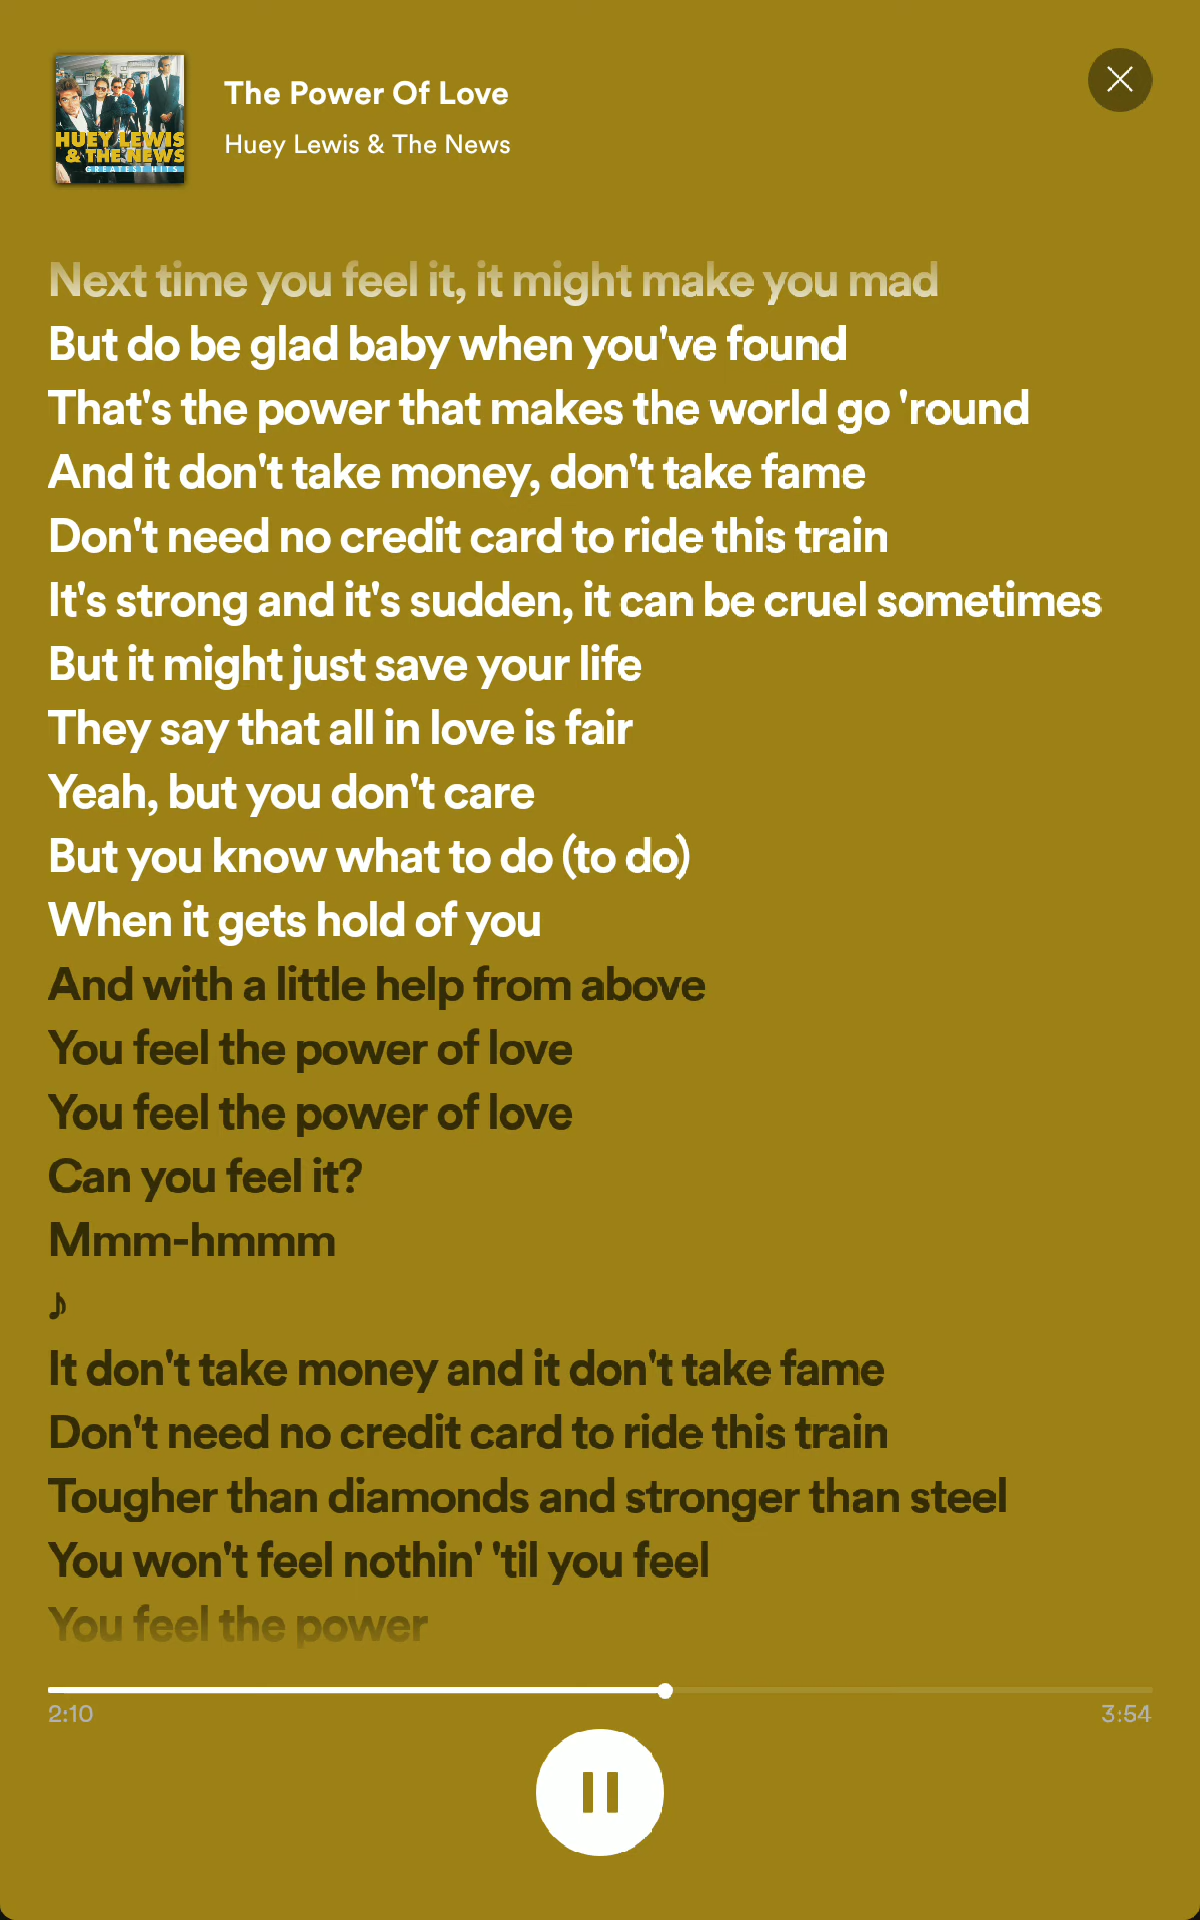 The Power Of Love
Huey Lewis & The News
HUEY LEWIS
& THE NEWS
GREATEST HITS
Next time you feel it, it might make you mad
But do be glad baby when you've found
That's the power that makes the world go 'round
And it don't take money, don't take fame
Don't need no credit card to ride this train
It's strong and it's sudden, it can be cruel sometimes
But it might just save your life
They say that all in love is fair
Yeah, but you don't care
But you know what to do (to do)
When it gets hold of you
And with a little help from above
You feel the power of love
You feel the power of love
Can you feel it?
Mmm-hmmm
♪
It don't take money and it don't take fame
Don't need no credit card to ride this train
Tougher than diamonds and stronger than steel
You won't feel nothin' 'til you feel
You feel the power
2:10
3:54